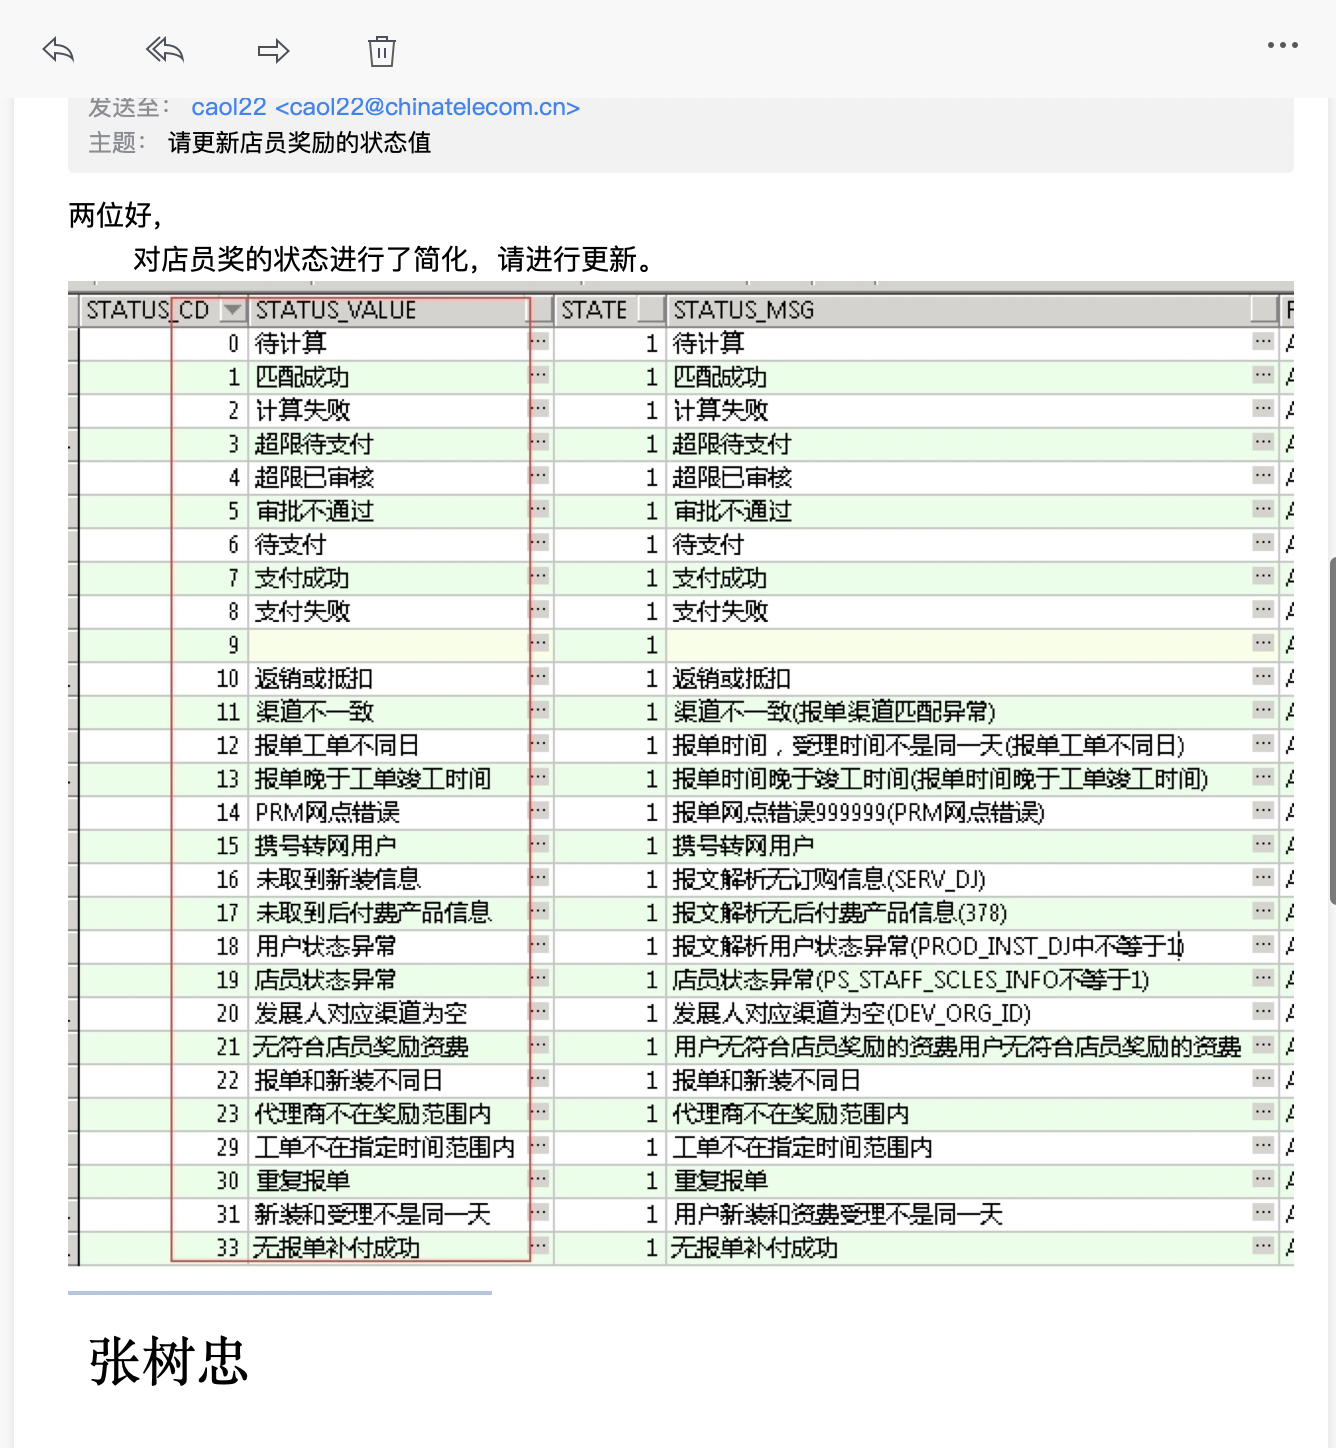 发送至： caol22 <caol22@chinatelecom.cn>
主题： 请更新店员奖励的状态值
两位好，
对店员奖的状态进行了简化，请进行更新。
STATUS_CD STATUS_VALUE STATE STATUS_MSG
0 待计算 ... 1 待计算 ...
1 匹配成功 ... 1 匹配成功 ...
2 计算失败 ... 1 计算失败 ...
3 超限待支付 ... 1 超限待支付 ...
4 超限已审核 ... 1 超限已审核 ...
5 审批不通过 ... 1 审批不通过 ...
6 待支付 ... 1 待支付 ...
7 支付成功 ... 1 支付成功 ...
8 支付失败 ... 1 支付失败 ...
9 ... 1 ...
10 返销或抵扣 ... 1 返销或抵扣 ...
11 渠道不一致 ... 1 渠道不一致(报单渠道匹配异常) ...
12 报单工单不同日 ... 1 报单时间，受理时间不是同一天(报单工单不同日) ...
13 报单晚于工单竣工时间 ... 1 报单时间晚于竣工时间(报单时间晚于工单竣工时间) ...
14 PRM网点错误 ... 1 报单网点错误999999(PRM网点错误) ...
15 携号转网用户 ... 1 携号转网用户 ...
16 未取到新装信息 ... 1 报文解析无订购信息(SERV_DJ) ...
17 未取到后付费产品信息 ... 1 报文解析无后付费产品信息(378) ...
18 用户状态异常 ... 1 报文解析用户状态异常(PROD_INST_DJ中不等于1) ...
19 店员状态异常 ... 1 店员状态异常(PS_STAFF_SCLES_INFO不等于1) ...
20 发展人对应渠道为空 ... 1 发展人对应渠道为空(DEV_ORG_ID) ...
21 无符合店员奖励资费 ... 1 用户无符合店员奖励的资费用户无符合店员奖励的资费 ...
22 报单和新装不同日 ... 1 报单和新装不同日 ...
23 代理商不在奖励范围内 ... 1 代理商不在奖励范围内 ...
29 工单不在指定时间范围内 ... 1 工单不在指定时间范围内 ...
30 重复报单 ... 1 重复报单 ...
31 新装和受理不是同一天 ... 1 用户新装和资费受理不是同一天 ...
33 无报单补付成功 ... 1 无报单补付成功 ...
张树忠